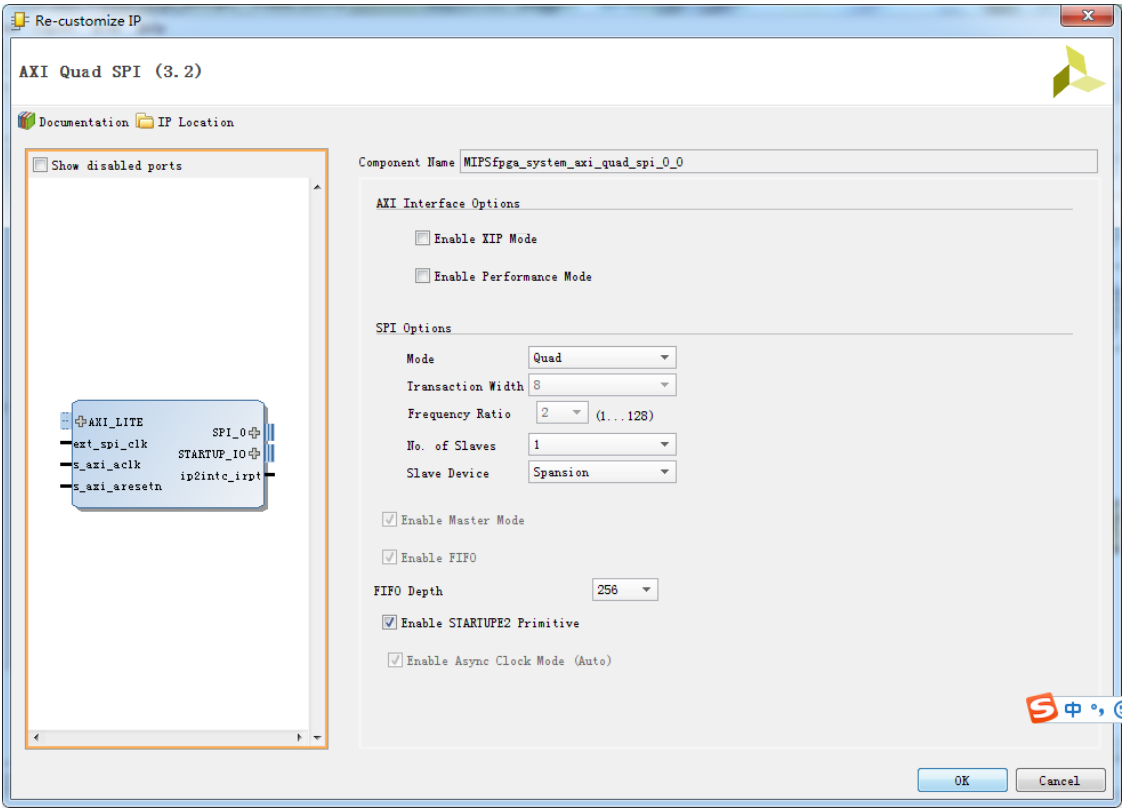 Re-customize IP
AXI Quad SPI (3.2)
Documentation IP Location
Show disabled ports
AXI_LITE
ext_spi_clk
s_axi_aclk
s_axi_aresetn
SPI_0
STARTUP_IO
ip2intc_irpt
Component Name MIPSfpga_system_axi_quad_spi_0_0
AXI Interface Options
Enable XIP Mode
Enable Performance Mode
SPI Options
Mode Quad
Transaction Width 8
Frequency Ratio 2 (1...128)
No. of Slaves 1
Slave Device Spansion
Enable Master Mode
Enable FIFO
FIFO Depth 256
Enable STARTUPE2 Primitive
Enable Async Clock Mode (Auto)
S 中 °,
OK Cancel